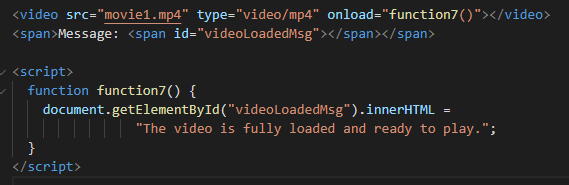 <video src="movie1.mp4" type="video/mp4" onload="function7()"></video>
<span>Message: <span id="videoLoadedMsg"></span></span>
<script>
function function7() {
document.getElementById("videoLoadedMsg").innerHTML =
"The video is fully loaded and ready to play.";
}
</script>